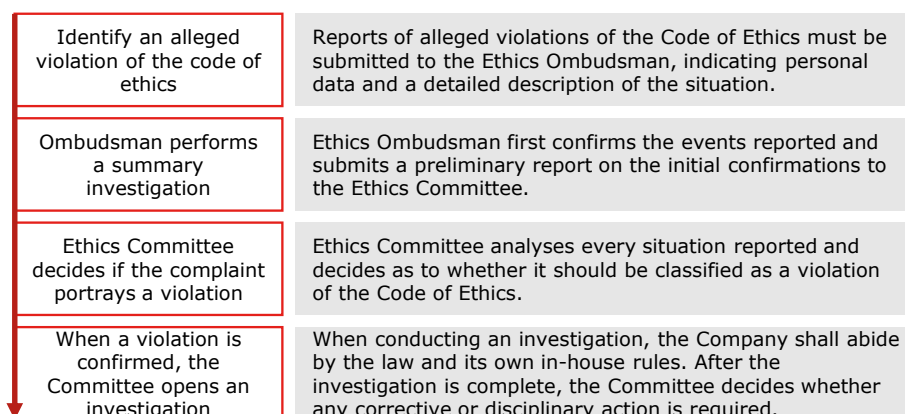 Identify an alleged
violation of the code of
ethics
Reports of alleged violations of the Code of Ethics must be
submitted to the Ethics Ombudsman, indicating personal
data and a detailed description of the situation.
Ombudsman performs
a summary
investigation
Ethics Ombudsman first confirms the events reported and
submits a preliminary report on the initial confirmations to
the Ethics Committee.
Ethics Committee
decides if the complaint
portrays a violation
Ethics Committee analyses every situation reported and
decides as to whether it should be classified as a violation
of the Code of Ethics.
When a violation is
confirmed, the
Committee opens an
investigation
When conducting an investigation, the Company shall abide
by the law and its own in-house rules. After the
investigation is complete, the Committee decides whether
any corrective or disciplinary action is required.